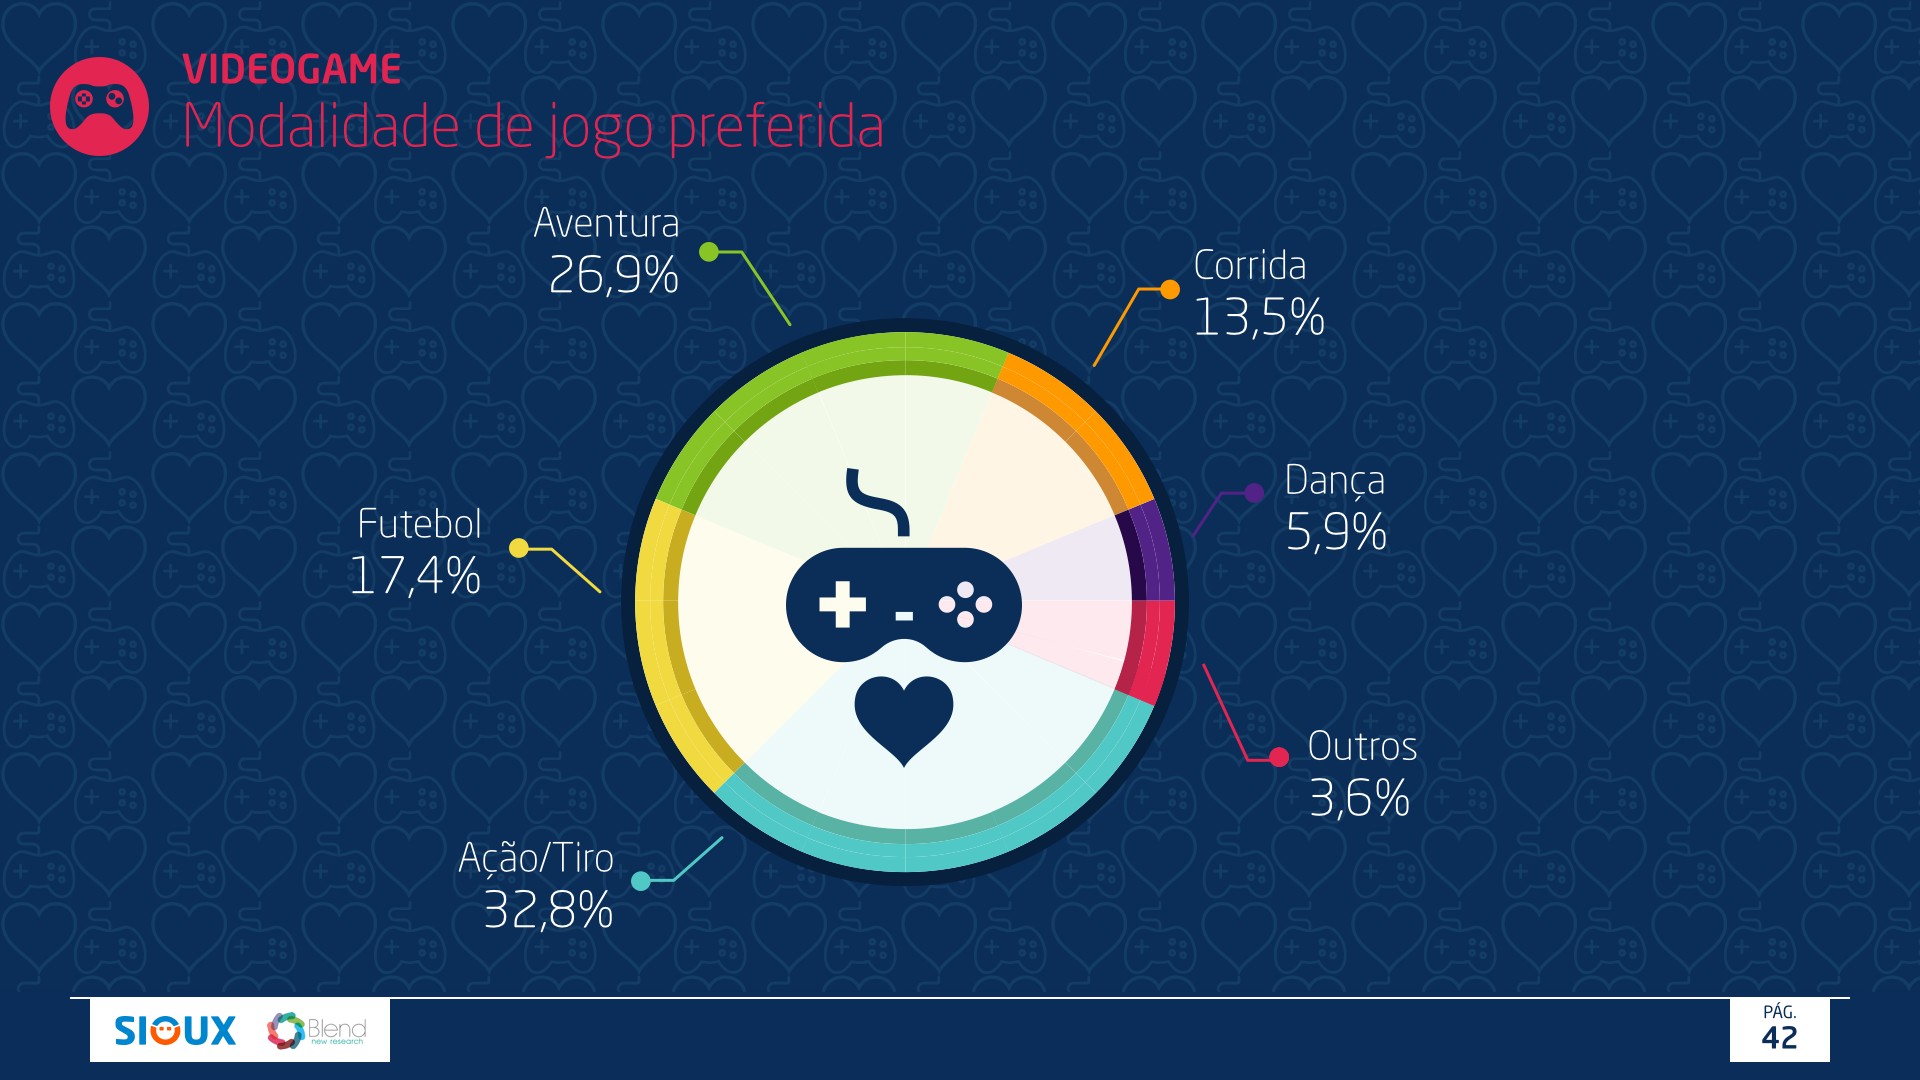 VIDEOGAME
Modalidade de jogo preferida
Aventura
26,9%
Corrida
13,5%
Dança
5,9%
Futebol
17,4%
Outros
3,6%
Ação/Tiro
32,8%
SIOUX
Blend
new research
PÁG.
42